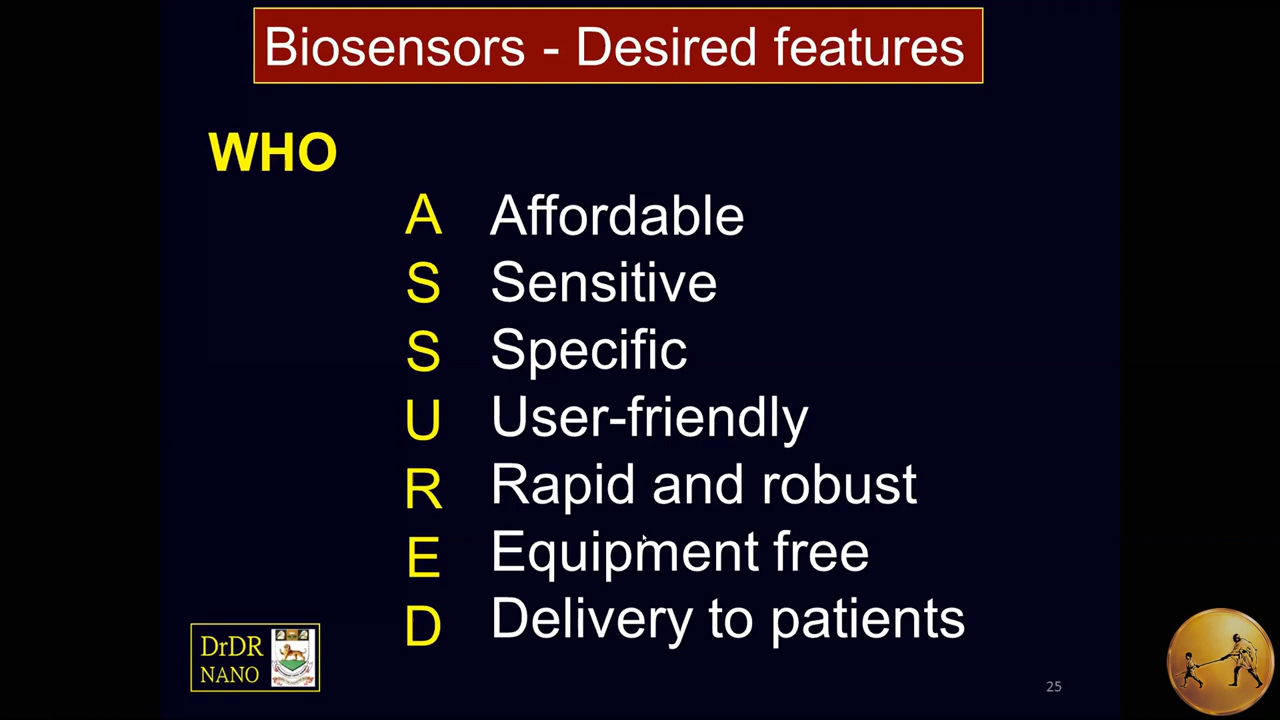 Biosensors - Desired features
WHO
A Affordable
S Sensitive
S Specific
U User-friendly
R Rapid and robust
E Equipment free
D Delivery to patients
DrDR
NANO
25